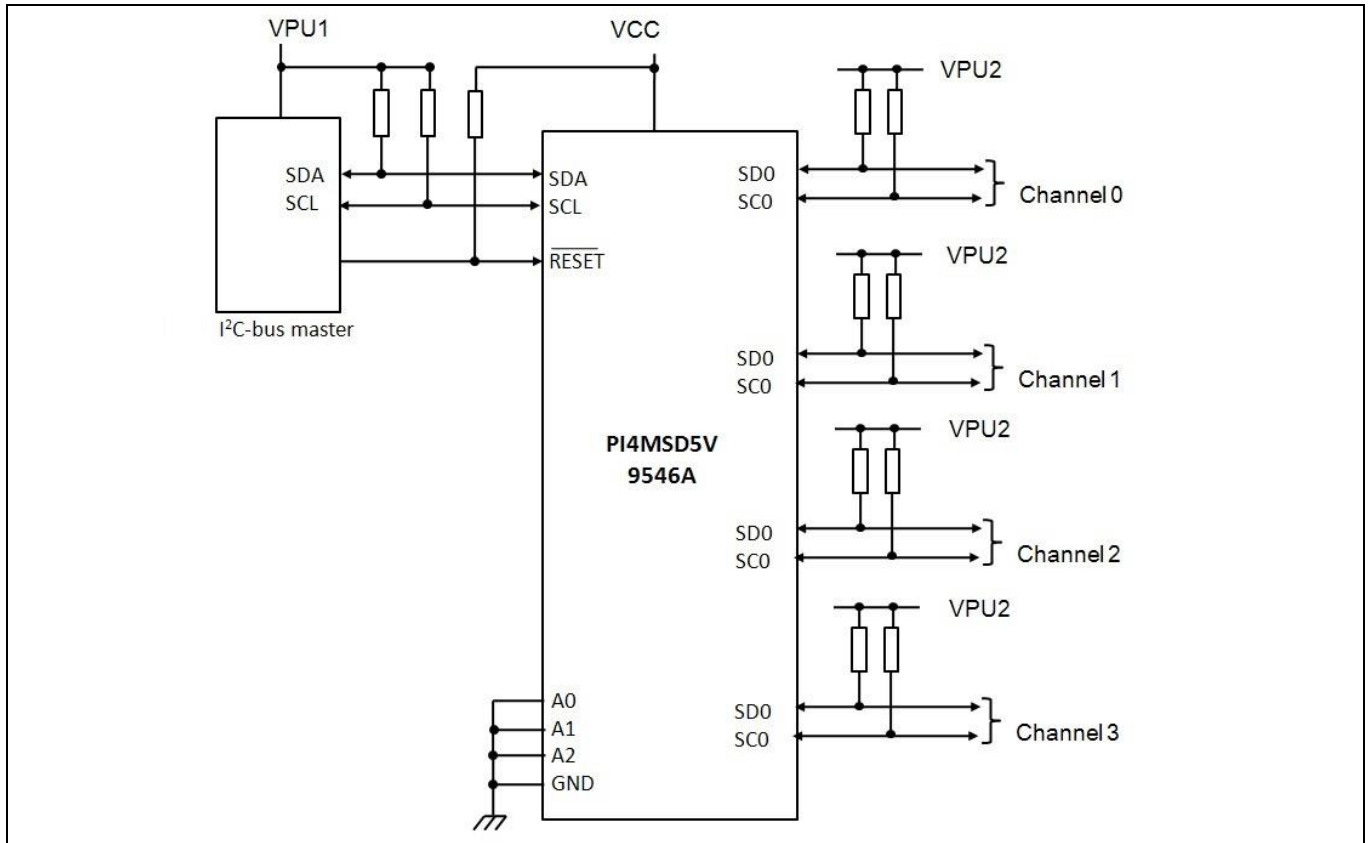 VPU1
VCC
VPU2
SDA
SCL
SDA
SCL
RESET
I²C-bus master
SD0
SC0
Channel 0
VPU2
SD0
SC0
Channel 1
PI4MSD5V
9546A
VPU2
SD0
SC0
Channel 2
VPU2
SD0
SC0
Channel 3
A0
A1
A2
GND